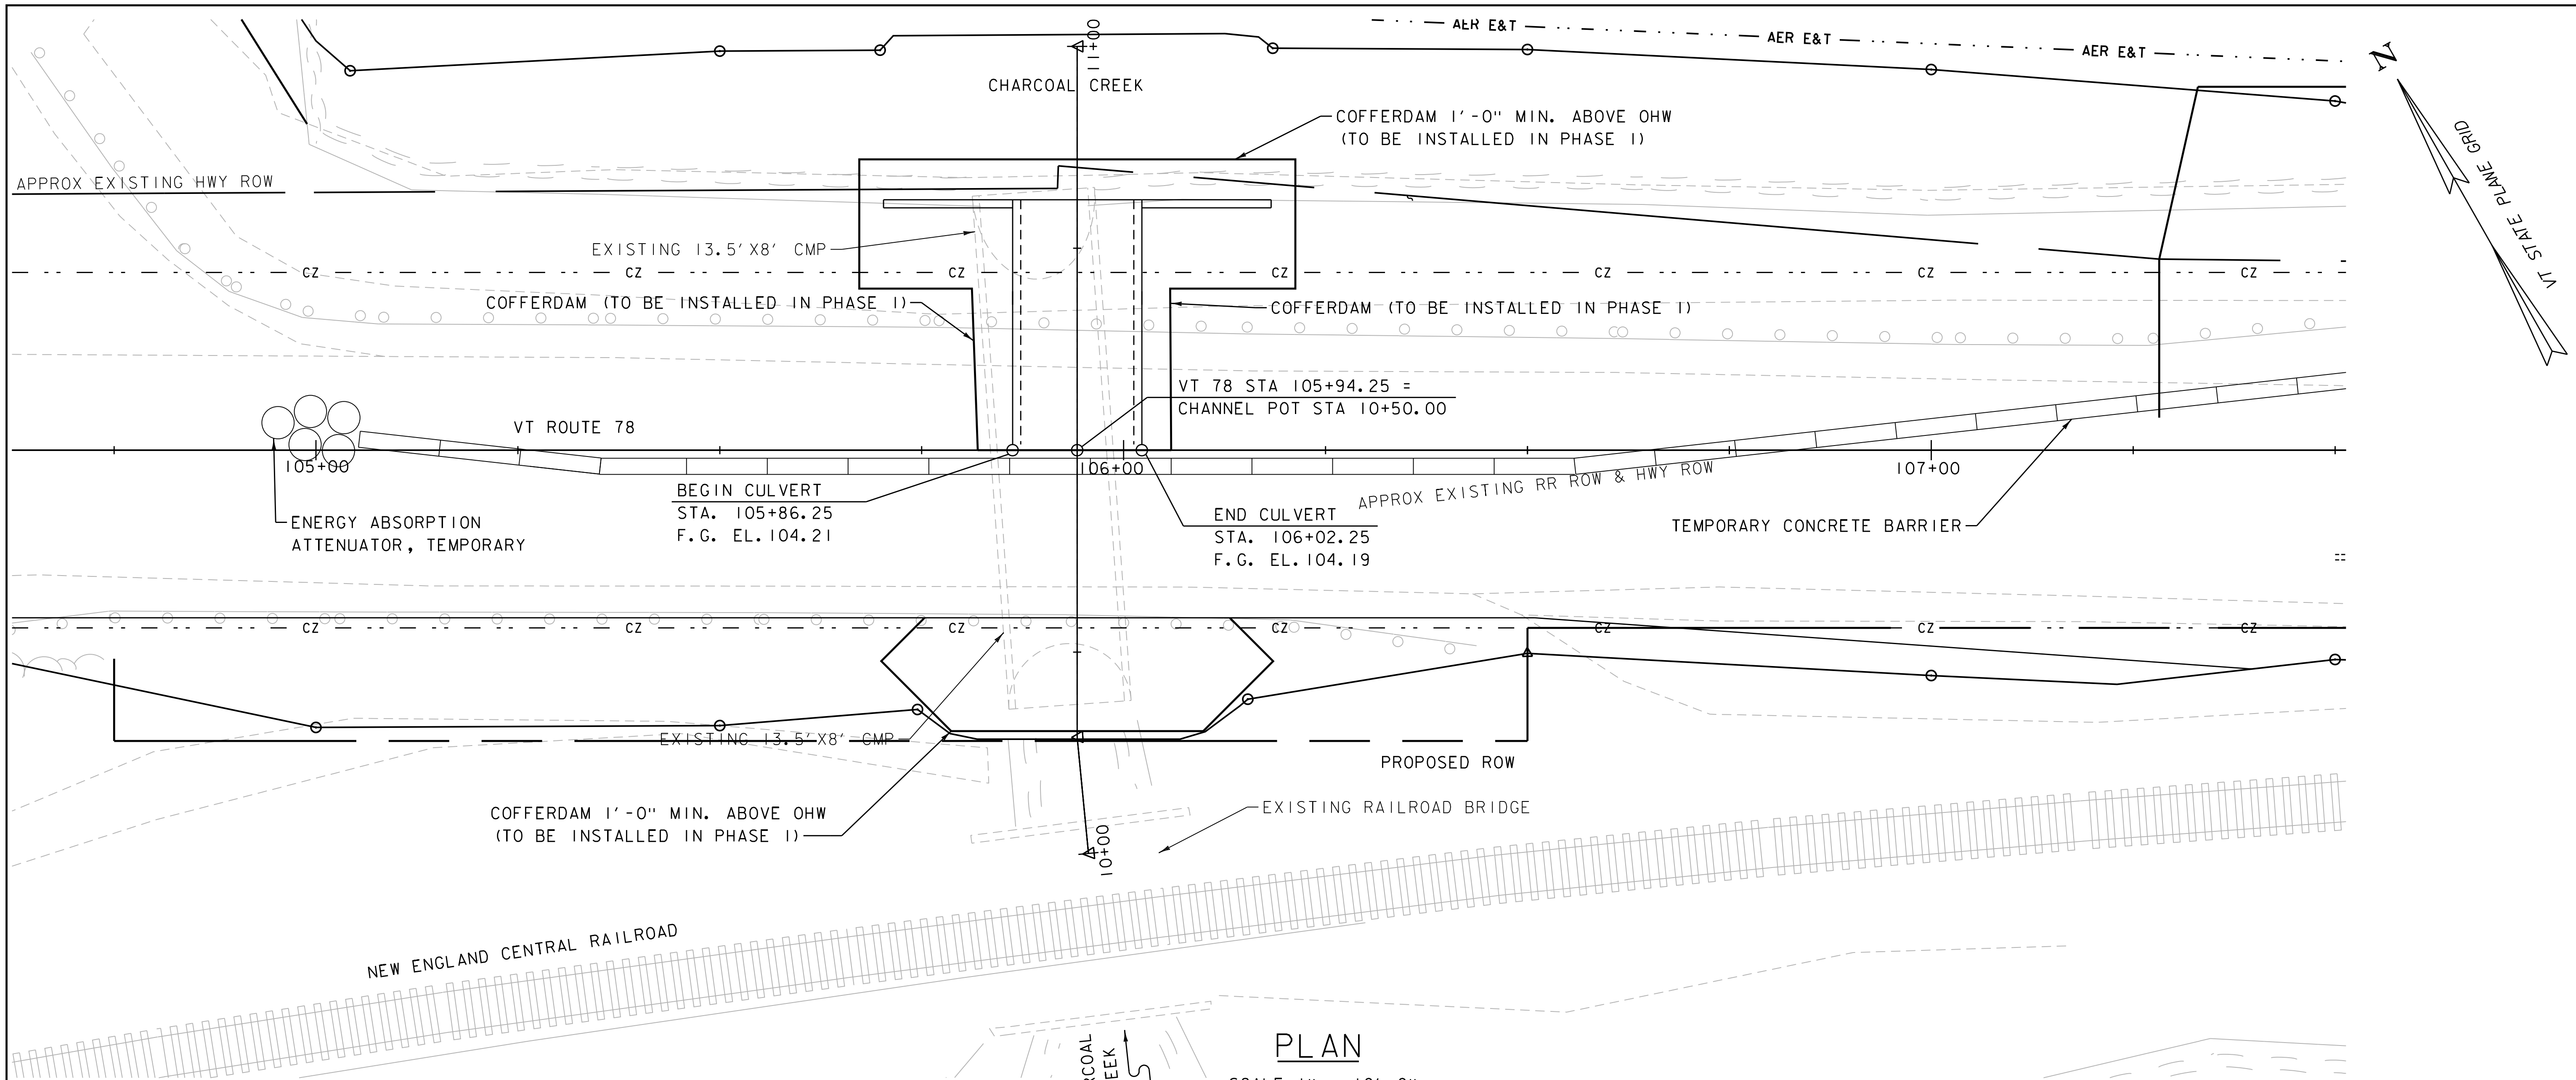 AER E&T
AER E&T
AER E&T
N
VT STATE PLANE GRID
11+00
CHARCOAL CREEK
COFFERDAM 1'-0" MIN. ABOVE OHW
(TO BE INSTALLED IN PHASE 1)
APPROX EXISTING HWY ROW
EXISTING 13.5'X8' CMP
CZ
CZ
CZ
CZ
CZ
CZ
CZ
COFFERDAM (TO BE INSTALLED IN PHASE 1)
COFFERDAM (TO BE INSTALLED IN PHASE 1)
VT 78 STA 105+94.25 =
CHANNEL POT STA 10+50.00
VT ROUTE 78
105+00
106+00
107+00
APPROX EXISTING RR ROW & HWY ROW
BEGIN CULVERT
STA. 105+86.25
F.G. EL. 104.21
END CULVERT
STA. 106+02.25
F.G. EL. 104.19
ENERGY ABSORPTION
ATTENUATOR, TEMPORARY
TEMPORARY CONCRETE BARRIER
CZ
CZ
CZ
CZ
CZ
CZ
CZ
EXISTING 13.5'X8' CMP
PROPOSED ROW
COFFERDAM 1'-0" MIN. ABOVE OHW
(TO BE INSTALLED IN PHASE 1)
EXISTING RAILROAD BRIDGE
10+00
NEW ENGLAND CENTRAL RAILROAD
PLAN